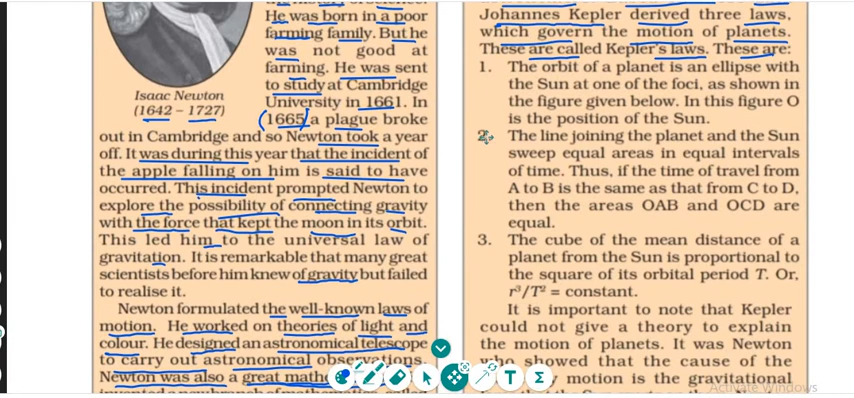 He was born in a poor
farming family. But he
was not good at
farming. He was sent
to study at Cambridge
University in 1661. In
1665 a plague broke
Isaac Newton
(1642 – 1727)
out in Cambridge and so Newton took a year
off. It was during this year that the incident of
the apple falling on him is said to have
occurred. This incident prompted Newton to
explore the possibility of connecting gravity
with the force that kept the moon in its orbit.
This led him to the universal law of
gravitation. It is remarkable that many great
scientists before him knew of gravity but failed
to realise it.
Newton formulated the well-known laws of
motion. He worked on theories of light and
colour. He designed an astronomical telescope
to carry out astronomical observations.
Newton was also a great
Johannes Kepler derived three laws,
which govern the motion of planets.
These are called Kepler's laws. These are:
1. The orbit of a planet is an ellipse with
the Sun at one of the foci, as shown in
the figure given below. In this figure O
is the position of the Sun.
2. The line joining the planet and the Sun
sweep equal areas in equal intervals
of time. Thus, if the time of travel from
A to B is the same as that from C to D,
then the areas OAB and OCD are
equal.
3. The cube of the mean distance of a
planet from the Sun is proportional to
the square of its orbital period T. Or,
r³/T² = constant.
It is important to note that Kepler
could not give a theory to explain
the motion of planets. It was Newton
who showed that the cause of the
motion is the gravitational
Activate Windows